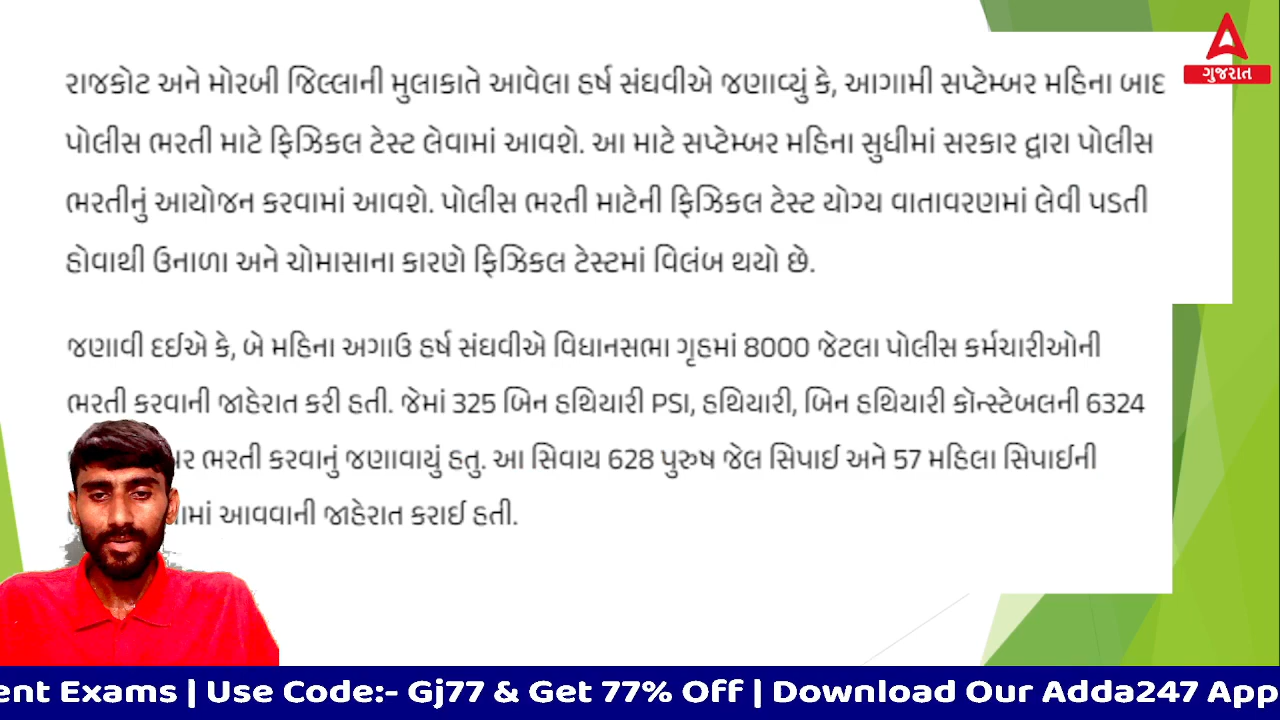 ગુજરાત
રાજકોટ અને મોરબી જિલ્લાની મુલાકાતે આવેલા હર્ષ સંઘવીએ જણાવ્યું કે, આગામી સપ્ટેમ્બર મહિના બાદ
પોલીસ ભરતી માટે ફિઝિકલ ટેસ્ટ લેવામાં આવશે. આ માટે સપ્ટેમ્બર મહિના સુધીમાં સરકાર દ્વારા પોલીસ
ભરતીનું આયોજન કરવામાં આવશે. પોલીસ ભરતી માટેની ફિઝિકલ ટેસ્ટ યોગ્ય વાતાવરણમાં લેવી પડતી
હોવાથી ઉનાળા અને ચોમાસાના કારણે ફિઝિકલ ટેસ્ટમાં વિલંબ થયો છે.
જણાવી દઈએ કે, બે મહિના અગાઉ હર્ષ સંઘવીએ વિધાનસભા ગૃહમાં 8000 જેટલા પોલીસ કર્મચારીઓની
ભરતી કરવાની જાહેરાત કરી હતી. જેમાં 325 બિન હથિયારી PSI, હથિયારી, બિન હથિયારી કૉન્સ્ટેબલની 6324
ભરતી કરવાનું જણાવાયું હતુ. આ સિવાય 628 પુરુષ જેલ સિપાઈ અને 57 મહિલા સિપાઈની
આવવાની જાહેરાત કરાઈ હતી.
ent Exams | Use Code:- Gj77 & Get 77% Off | Download Our Adda247 App